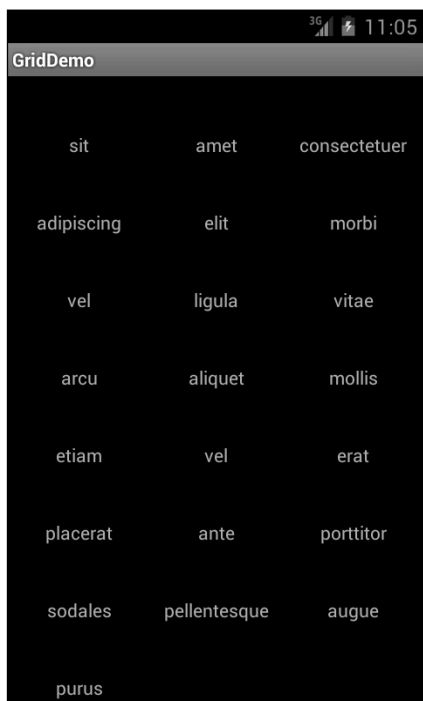 3G 11:05
GridDemo
sit amet consectetuer
adipiscing elit morbi
vel ligula vitae
arcu aliquet mollis
etiam vel erat
placerat ante porttitor
sodales pellentesque augue
purus